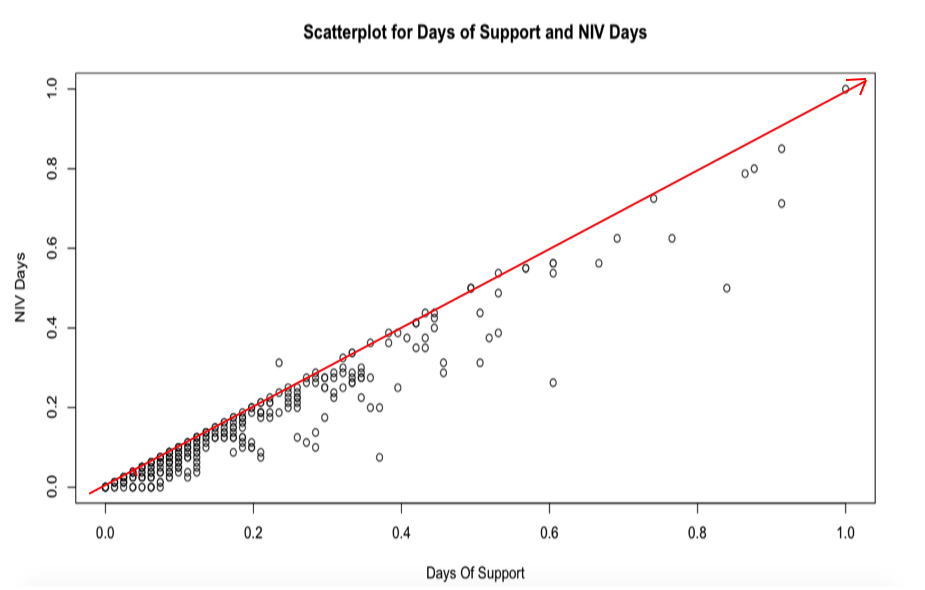 Scatterplot for Days of Support and NIV Days
NIV Days
1.0
0.8
0.6
0.4
0.2
0.0
0.0 0.2 0.4 0.6 0.8 1.0
Days Of Support